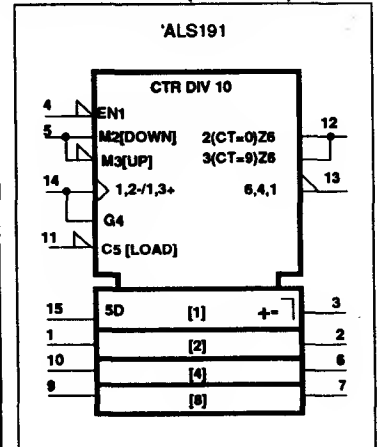 'ALS191
CTR DIV 10
4 EN1
5 M2[DOWN] 2(CT=0)Z6 12
M3[UP] 3(CT=9)Z6
14 1,2-/1,3+ 6,4,1 13
G4
11 C5 [LOAD]
15 5D [1] +- 3
1 [2] 2
10 [4] 6
9 [8] 7